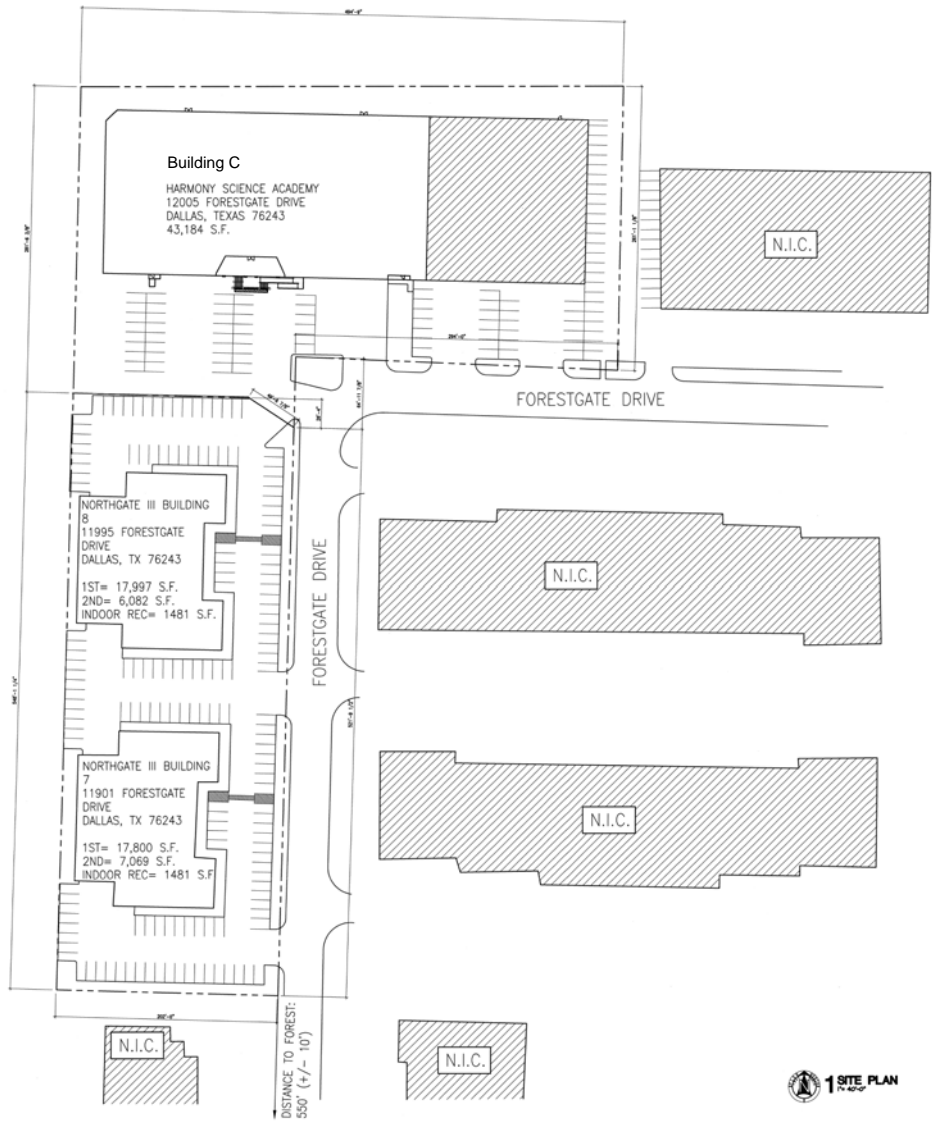 Building C
HARMONY SCIENCE ACADEMY
12005 FORESTGATE DRIVE
DALLAS, TEXAS 76243
43,184 S.F.
N.I.C.
FORESTGATE DRIVE
NORTHGATE III BUILDING
8
11995 FORESTGATE
DRIVE
DALLAS, TX 76243
1ST= 17,997 S.F.
2ND= 6,082 S.F.
INDOOR REC= 1481 S.F.
FORESTGATE DRIVE
N.I.C.
NORTHGATE III BUILDING
7
11901 FORESTGATE
DRIVE
DALLAS, TX 76243
1ST= 17,800 S.F.
2ND= 7,069 S.F.
INDOOR REC= 1481 S.F
N.I.C.
N.I.C.
DISTANCE TO FOREST:
550' (+/- 10')
N.I.C.
1 SITE PLAN